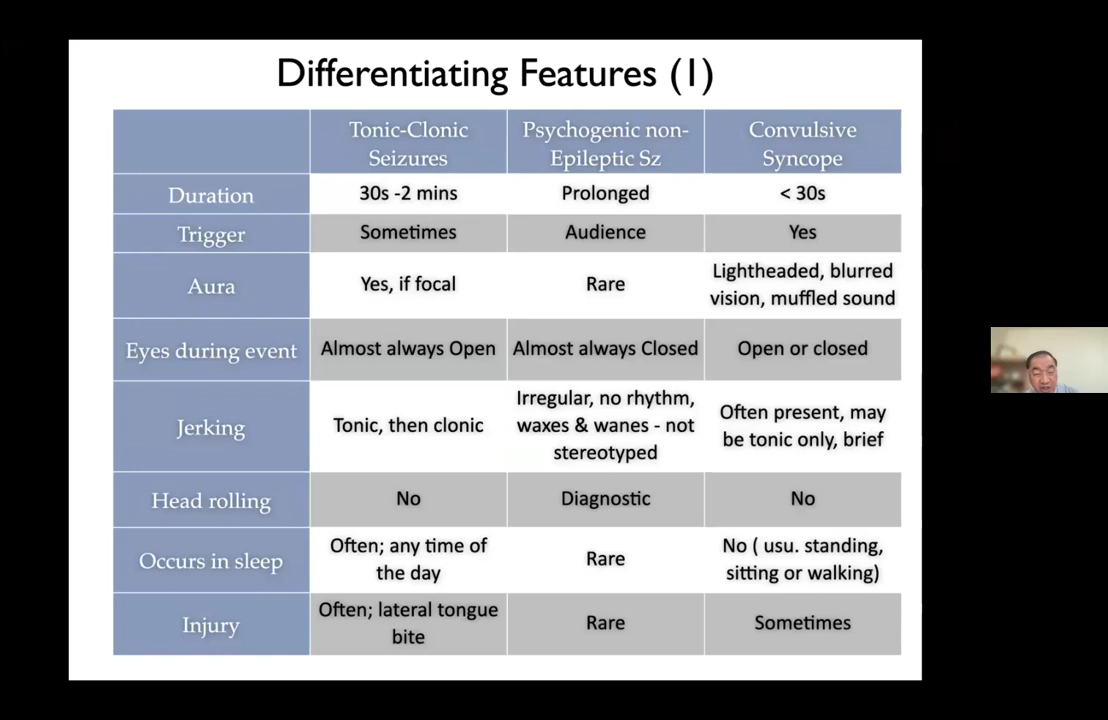 Differentiating Features (1)
Tonic-Clonic
Seizures
Psychogenic non-
Epileptic Sz
Convulsive
Syncope
Duration
30s -2 mins
Prolonged
< 30s
Trigger
Sometimes
Audience
Yes
Aura
Yes, if focal
Rare
Lightheaded, blurred
vision, muffled sound
Eyes during event
Almost always Open
Almost always Closed
Open or closed
Jerking
Tonic, then clonic
Irregular, no rhythm,
waxes & wanes - not
stereotyped
Often present, may
be tonic only, brief
Head rolling
No
Diagnostic
No
Occurs in sleep
Often; any time of
the day
Rare
No ( usu. standing,
sitting or walking)
Injury
Often; lateral tongue
bite
Rare
Sometimes